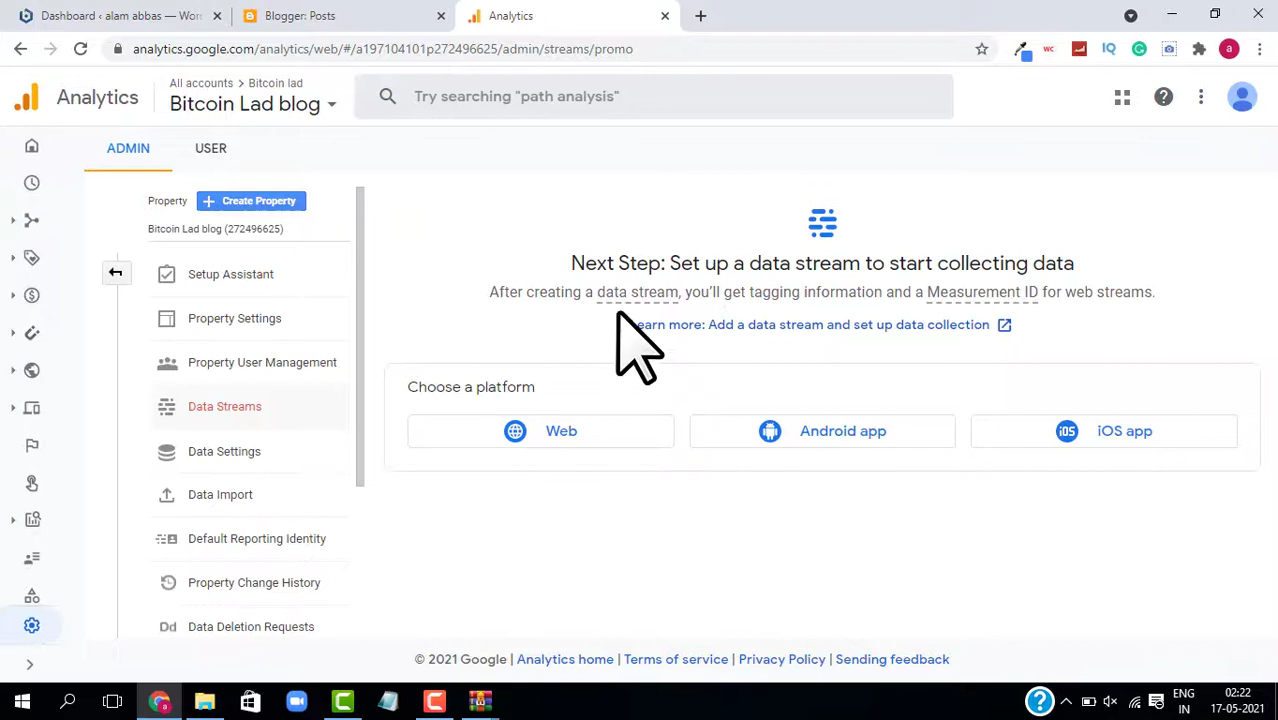 Dashboard ‹ alam abbas — Wor
Blogger: Posts
Analytics
analytics.google.com/analytics/web/#/a197104101p272496625/admin/streams/promo
WC
IQ
a
Analytics
All accounts › Bitcoin lad
Bitcoin Lad blog
Try searching "path analysis"
ADMIN
USER
Property
Create Property
Bitcoin Lad blog (272496625)
Setup Assistant
Property Settings
Property User Management
Data Streams
Data Settings
Data Import
Default Reporting Identity
Property Change History
Dd Data Deletion Requests
Next Step: Set up a data stream to start collecting data
After creating a data stream, you'll get tagging information and a Measurement ID for web streams.
earn more: Add a data stream and set up data collection
Choose a platform
Web
Android app
iOS iOS app
© 2021 Google | Analytics home | Terms of service | Privacy Policy | Sending feedback
ENG
IN
02:22
17-05-2021